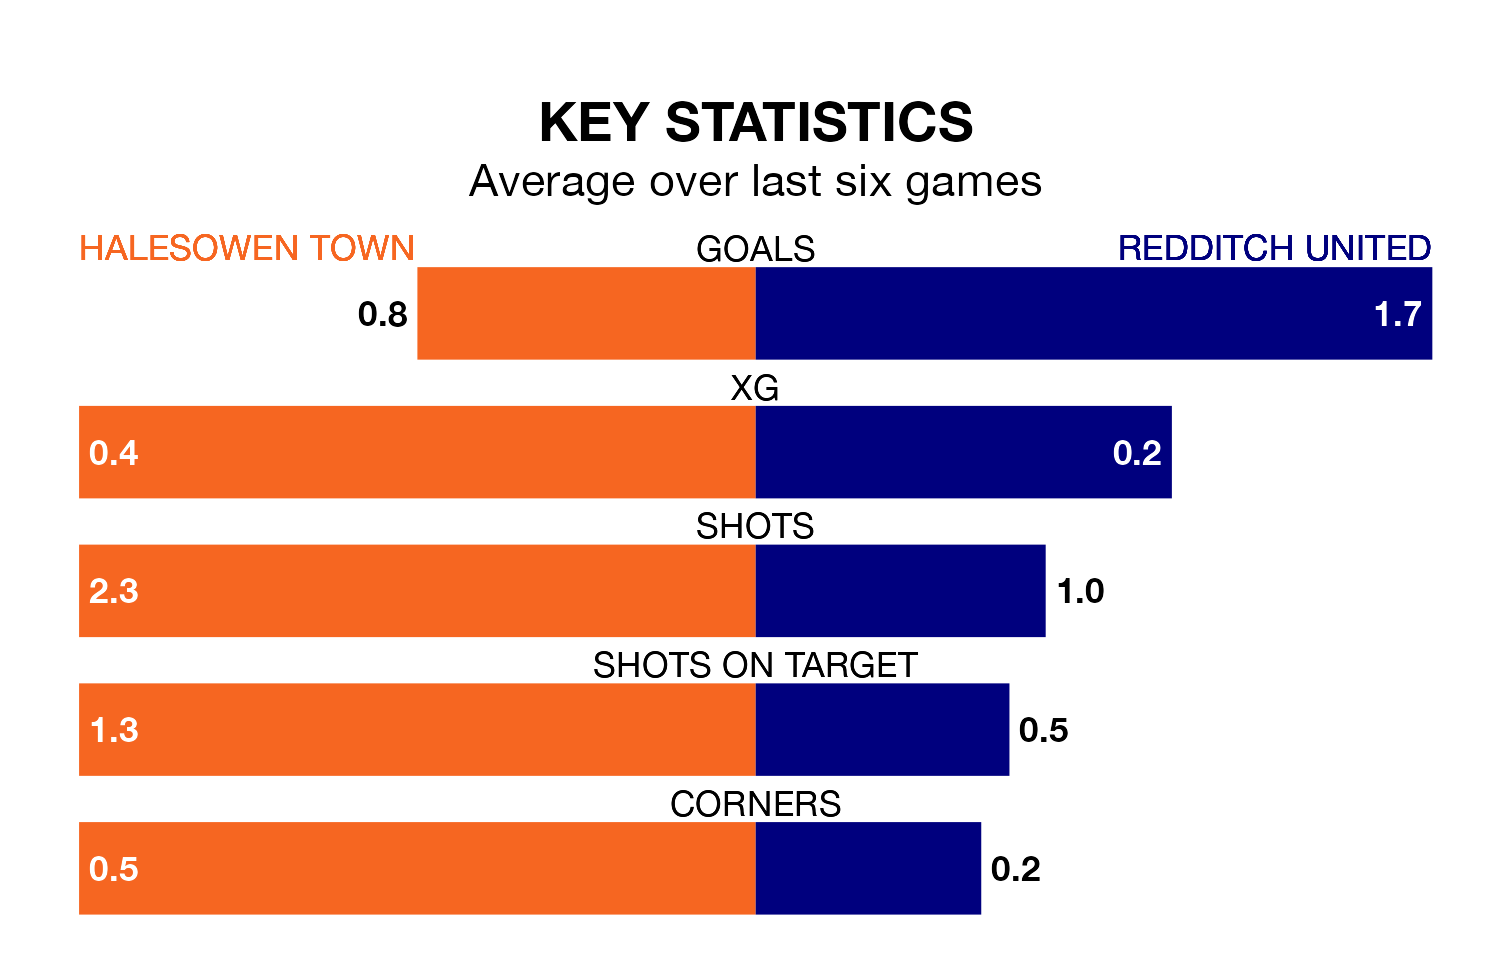 KEY STATISTICS
Average over last six games
HALESOWEN TOWN GOALS REDDITCH UNITED
0.8 1.7
XG
0.4 0.2
SHOTS
2.3 1.0
SHOTS ON TARGET
1.3 0.5
CORNERS
0.5 0.2